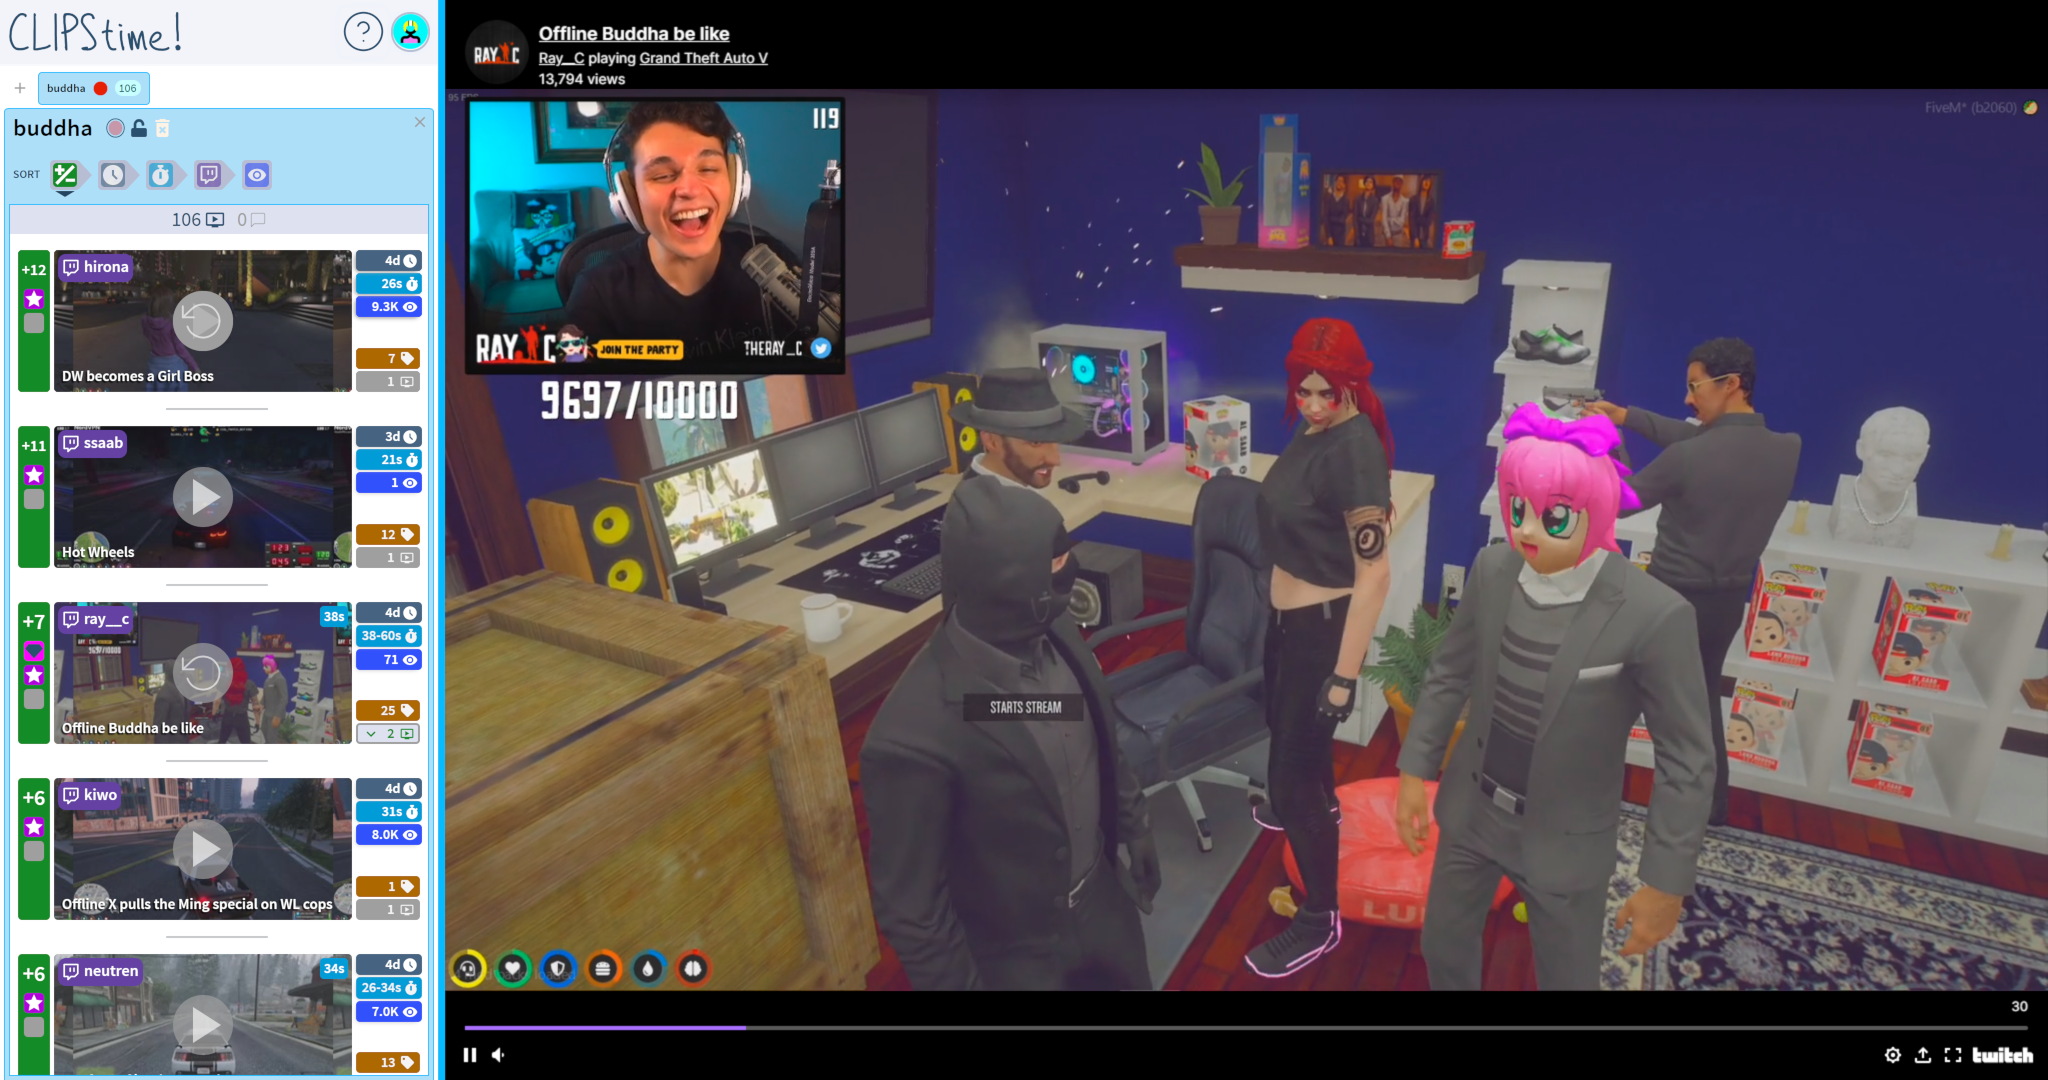 CLIPStime!
?
+
buddha 106
buddha
SORT
106 0
+12
hirona
DW becomes a Girl Boss
4d
26s
9.3K
7
1
+11
ssaab
Hot Wheels
3d
21s
1
12
1
+7
ray__c
38s
Offline Buddha be like
4d
38-60s
71
25
2
+6
kiwo
Offline X pulls the Ming special on WL cops
4d
31s
8.0K
1
1
+6
neutren
34s
4d
26-34s
7.0K
13
RAY C
Offline Buddha be like
Ray__C playing Grand Theft Auto V
13,794 views
FiveM* (b2060)
119
RAY C
JOIN THE PARTY
THERAY_C
9697/10000
STARTS STREAM
30
twitch